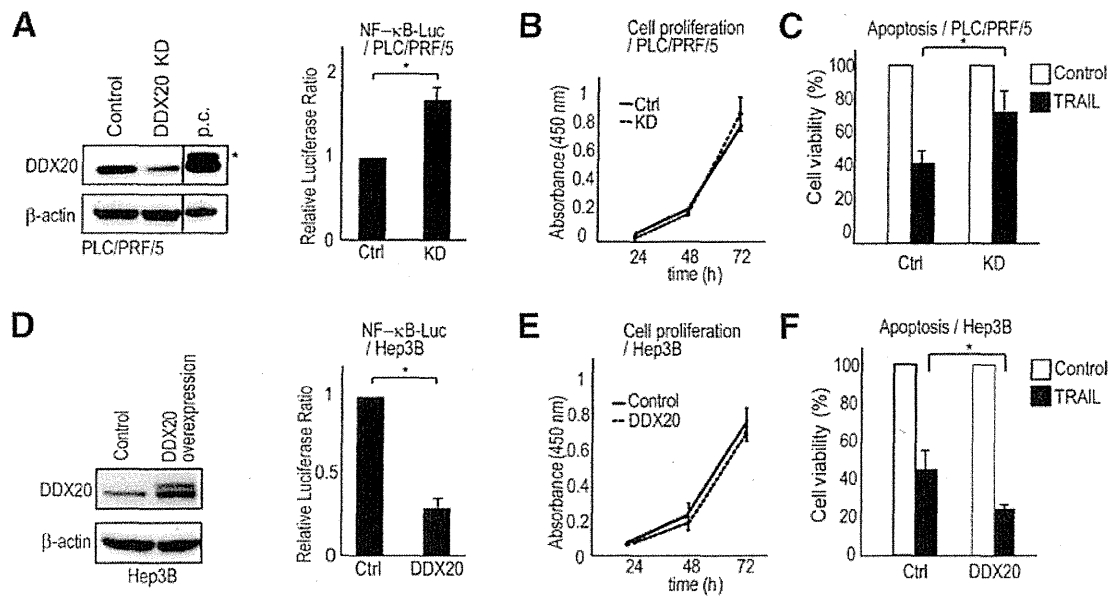 A
Control
DDX20 KD
p.c.
DDX20
*
β-actin
PLC/PRF/5
NF-κB-Luc
/ PLC/PRF/5
*
Relative Luciferase Ratio
2
1
0
Ctrl
KD
B
Cell proliferation
/ PLC/PRF/5
Absorbance (450 nm)
1
0.8
0.6
0.4
0.2
0
Ctrl
KD
24
48
72
time (h)
C
Apoptosis / PLC/PRF/5
*
Cell viability (%)
100
80
60
40
20
0
Control
TRAIL
Ctrl
KD
D
Control
DDX20
overexpression
DDX20
β-actin
Hep3B
NF-κB-Luc
/ Hep3B
*
Relative Luciferase Ratio
1
0.5
0
Ctrl
DDX20
E
Cell proliferation
/ Hep3B
Absorbance (450 nm)
1
0.8
0.6
0.4
0.2
0
Control
DDX20
24
48
72
time (h)
F
Apoptosis / Hep3B
*
Cell viability (%)
100
80
60
40
20
0
Control
TRAIL
Ctrl
DDX20